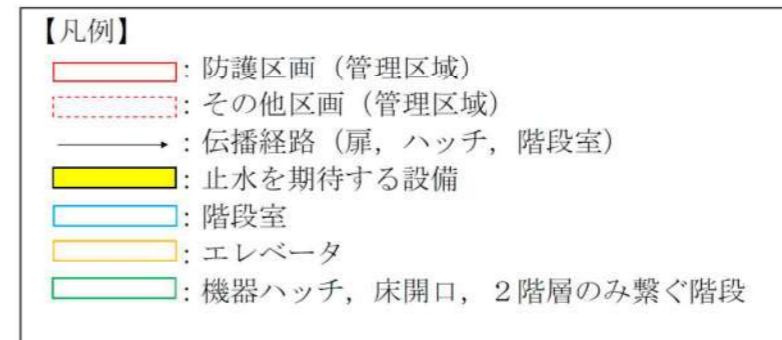 【凡例】
：防護区画（管理区域）
：その他区画（管理区域）
：伝播経路（扉，ハッチ，階段室）
：止水を期待する設備
：階段室
：エレベータ
：機器ハッチ，床開口，２階層のみ繋ぐ階段